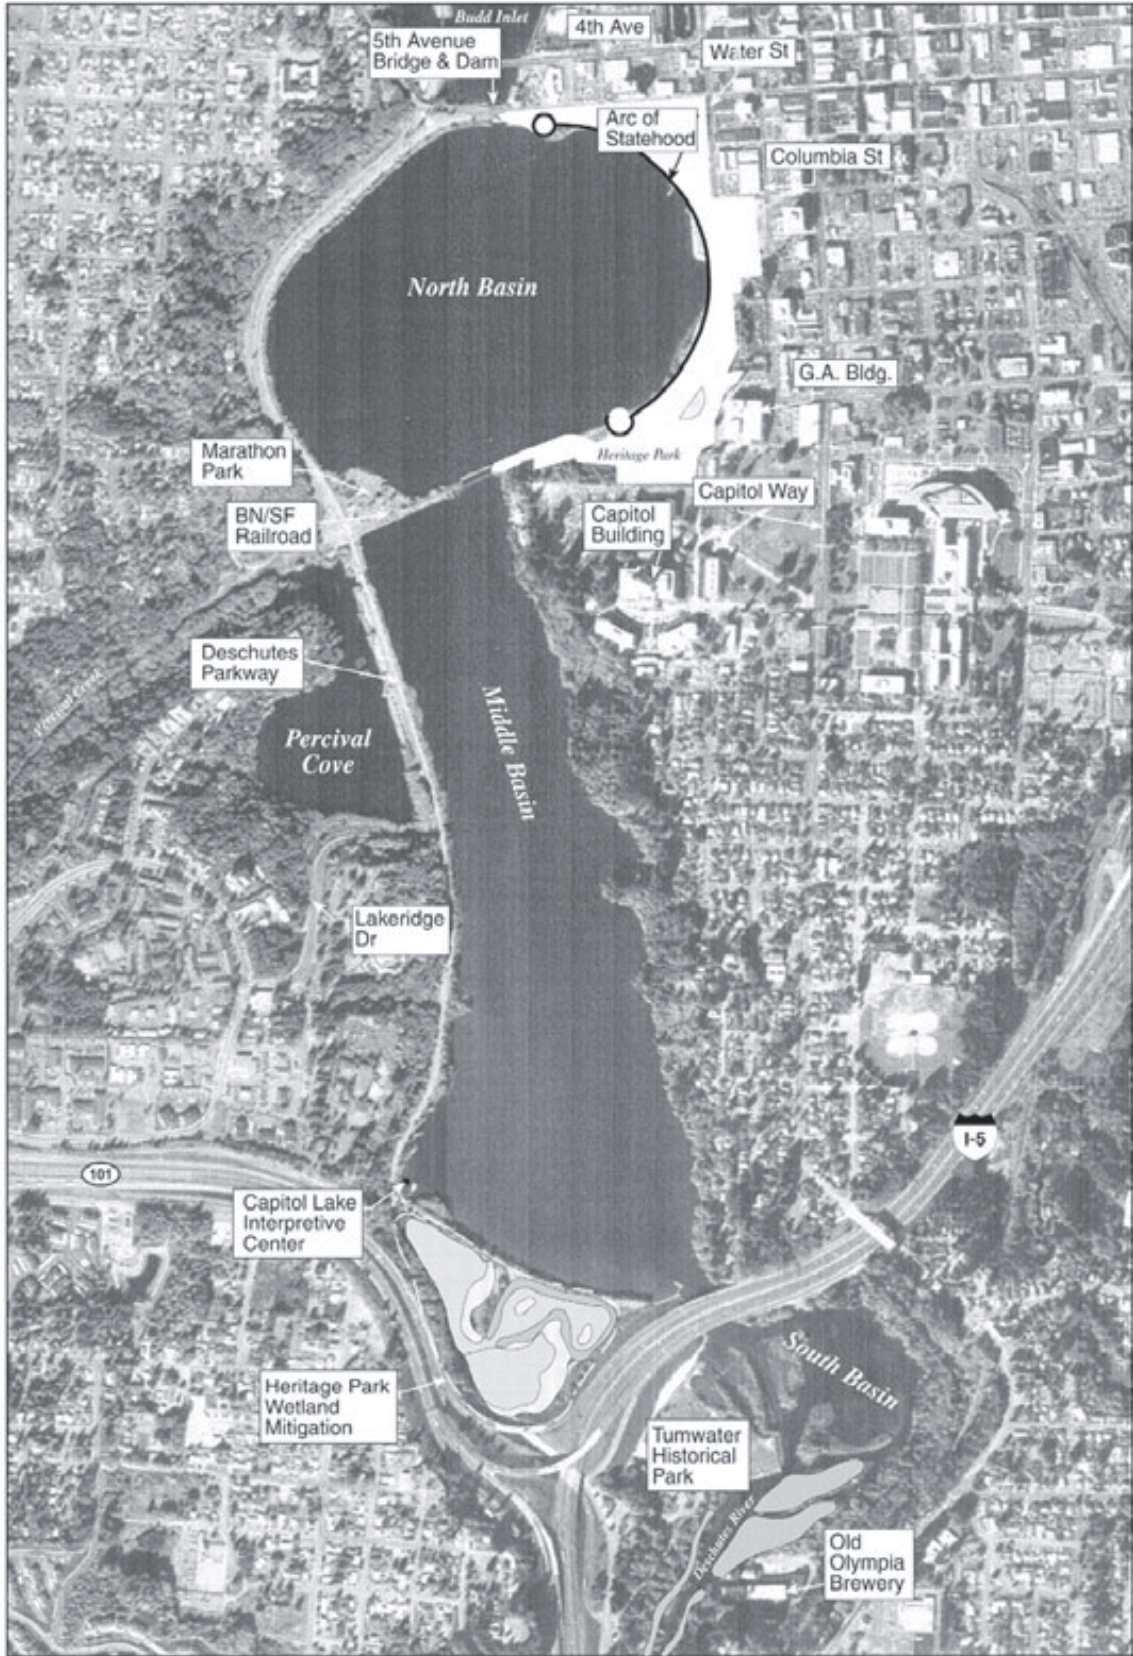 Budd Inlet
4th Ave
5th Avenue
Bridge & Dam
Water St
Arc of
Statehood
Columbia St
North Basin
G.A. Bldg.
Marathon
Park
Heritage Park
Capitol Way
BN/SF
Railroad
Capitol
Building
Deschutes
Parkway
Middle Basin
Percival
Cove
Lakeridge
Dr
I-5
101
Capitol Lake
Interpretive
Center
South Basin
Heritage Park
Wetland
Mitigation
Tumwater
Historical
Park
Deschutes River
Old
Olympia
Brewery